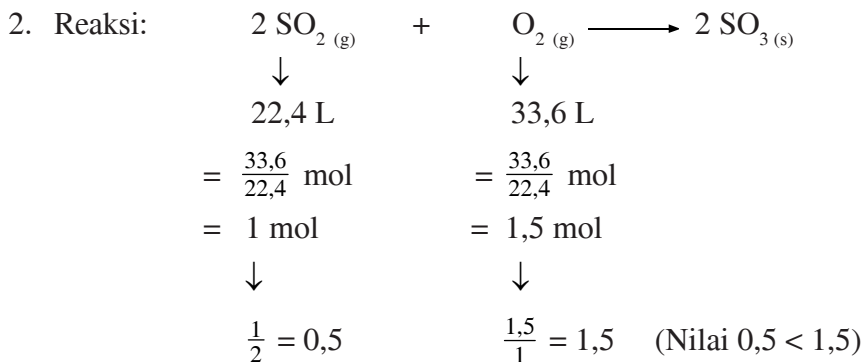 2. Reaksi: 2 SO₂ (g) + O₂ (g) ⟶ 2 SO₃ (s)
↓ ↓
22,4 L 33,6 L
= 33,6/22,4 mol = 33,6/22,4 mol
= 1 mol = 1,5 mol
↓ ↓
1/2 = 0,5 1,5/1 = 1,5 (Nilai 0,5 < 1,5)